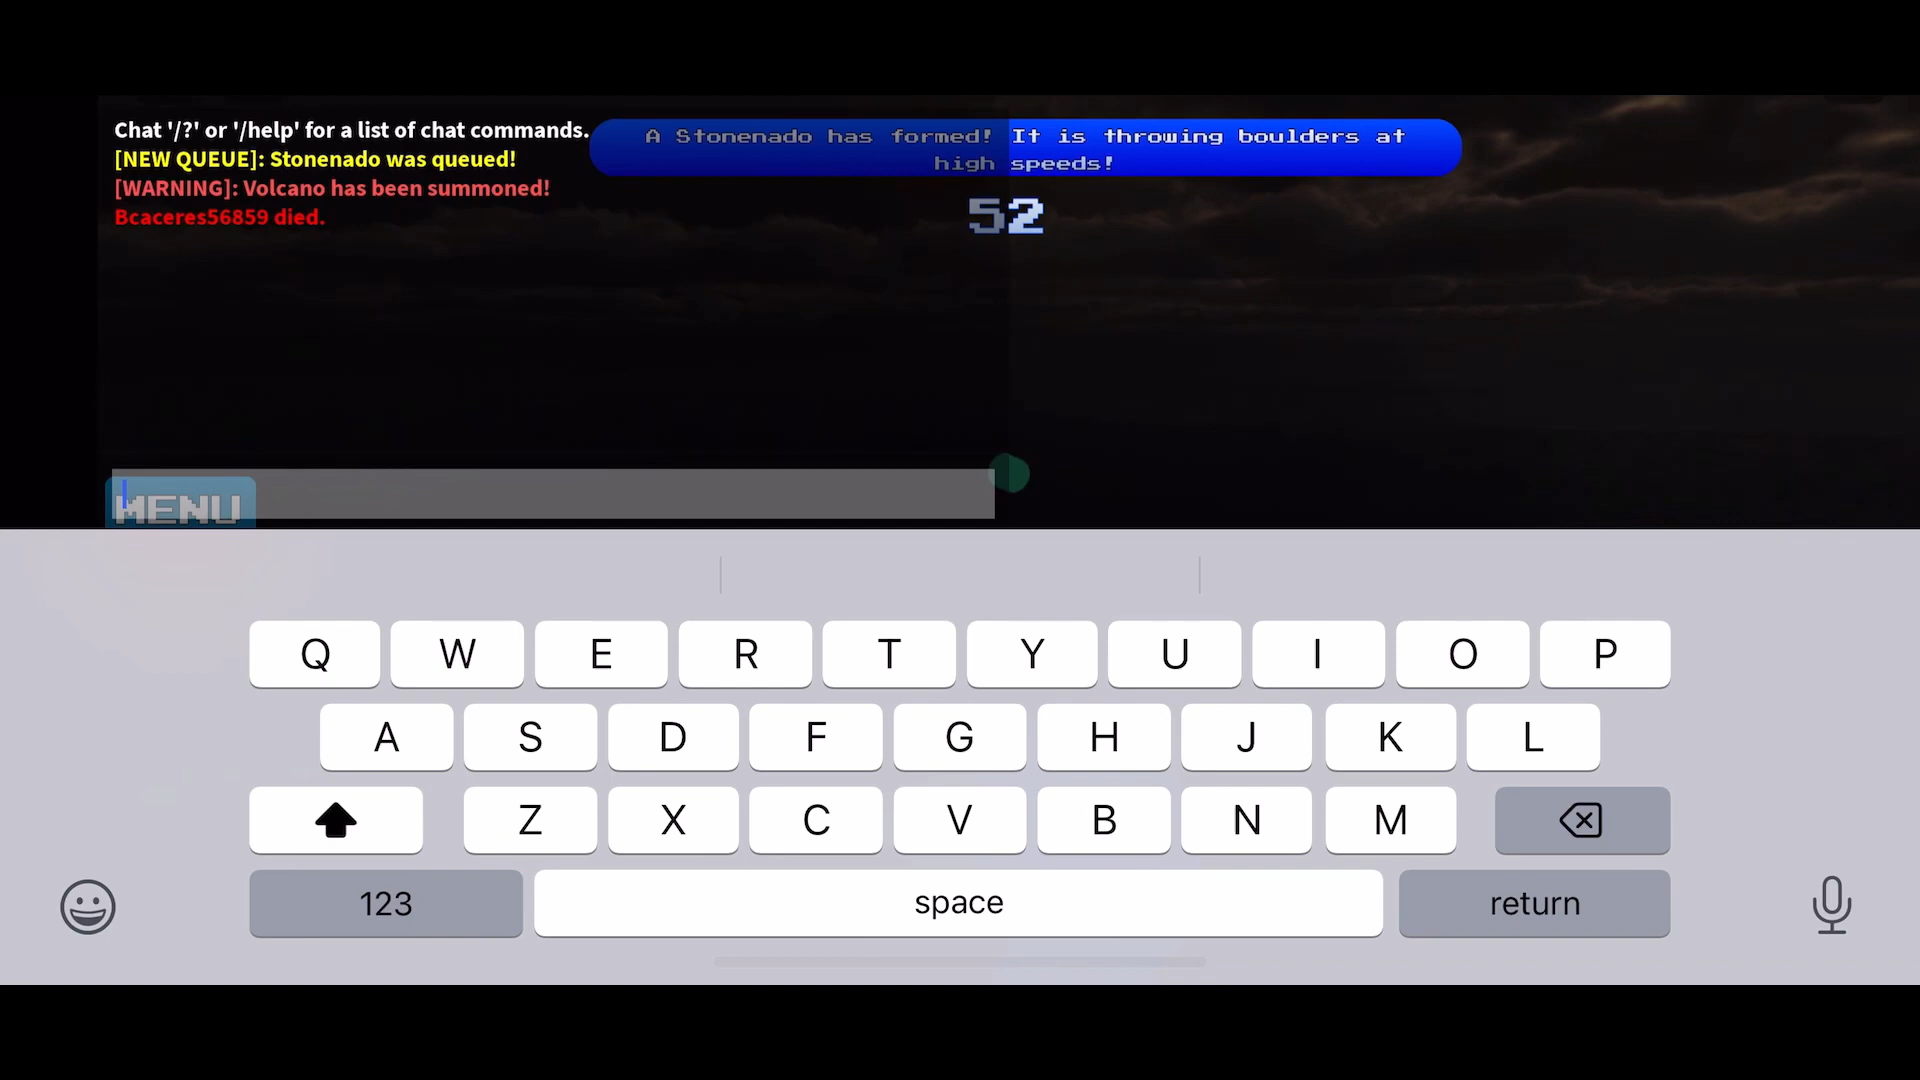 Chat '/?' or '/help' for a list of chat commands.
[NEW QUEUE]: Stonenado was queued!
[WARNING]: Volcano has been summoned!
Bcaceres56859 died.
A Stonenado has formed! It is throwing boulders at
high speeds!
52
MENU
Q W E R T Y U I O P
A S D F G H J K L
Z X C V B N M
123 space return